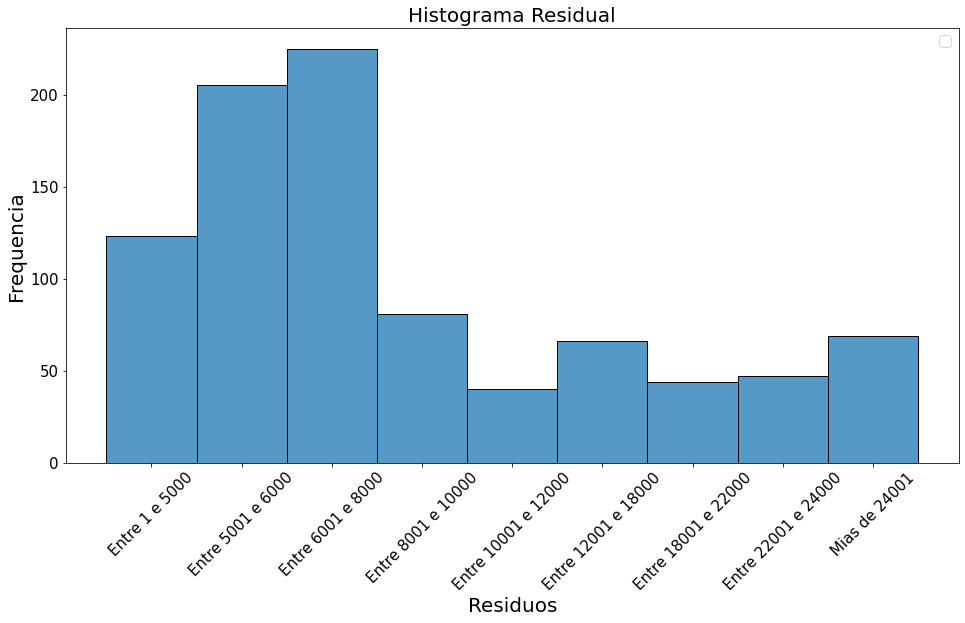 Histograma Residual
Frequencia
200
150
100
50
0
Entre 1 e 5000
Entre 5001 e 6000
Entre 6001 e 8000
Entre 8001 e 10000
Entre 10001 e 12000
Entre 12001 e 18000
Entre 18001 e 22000
Entre 22001 e 24000
Mias de 24001
Residuos